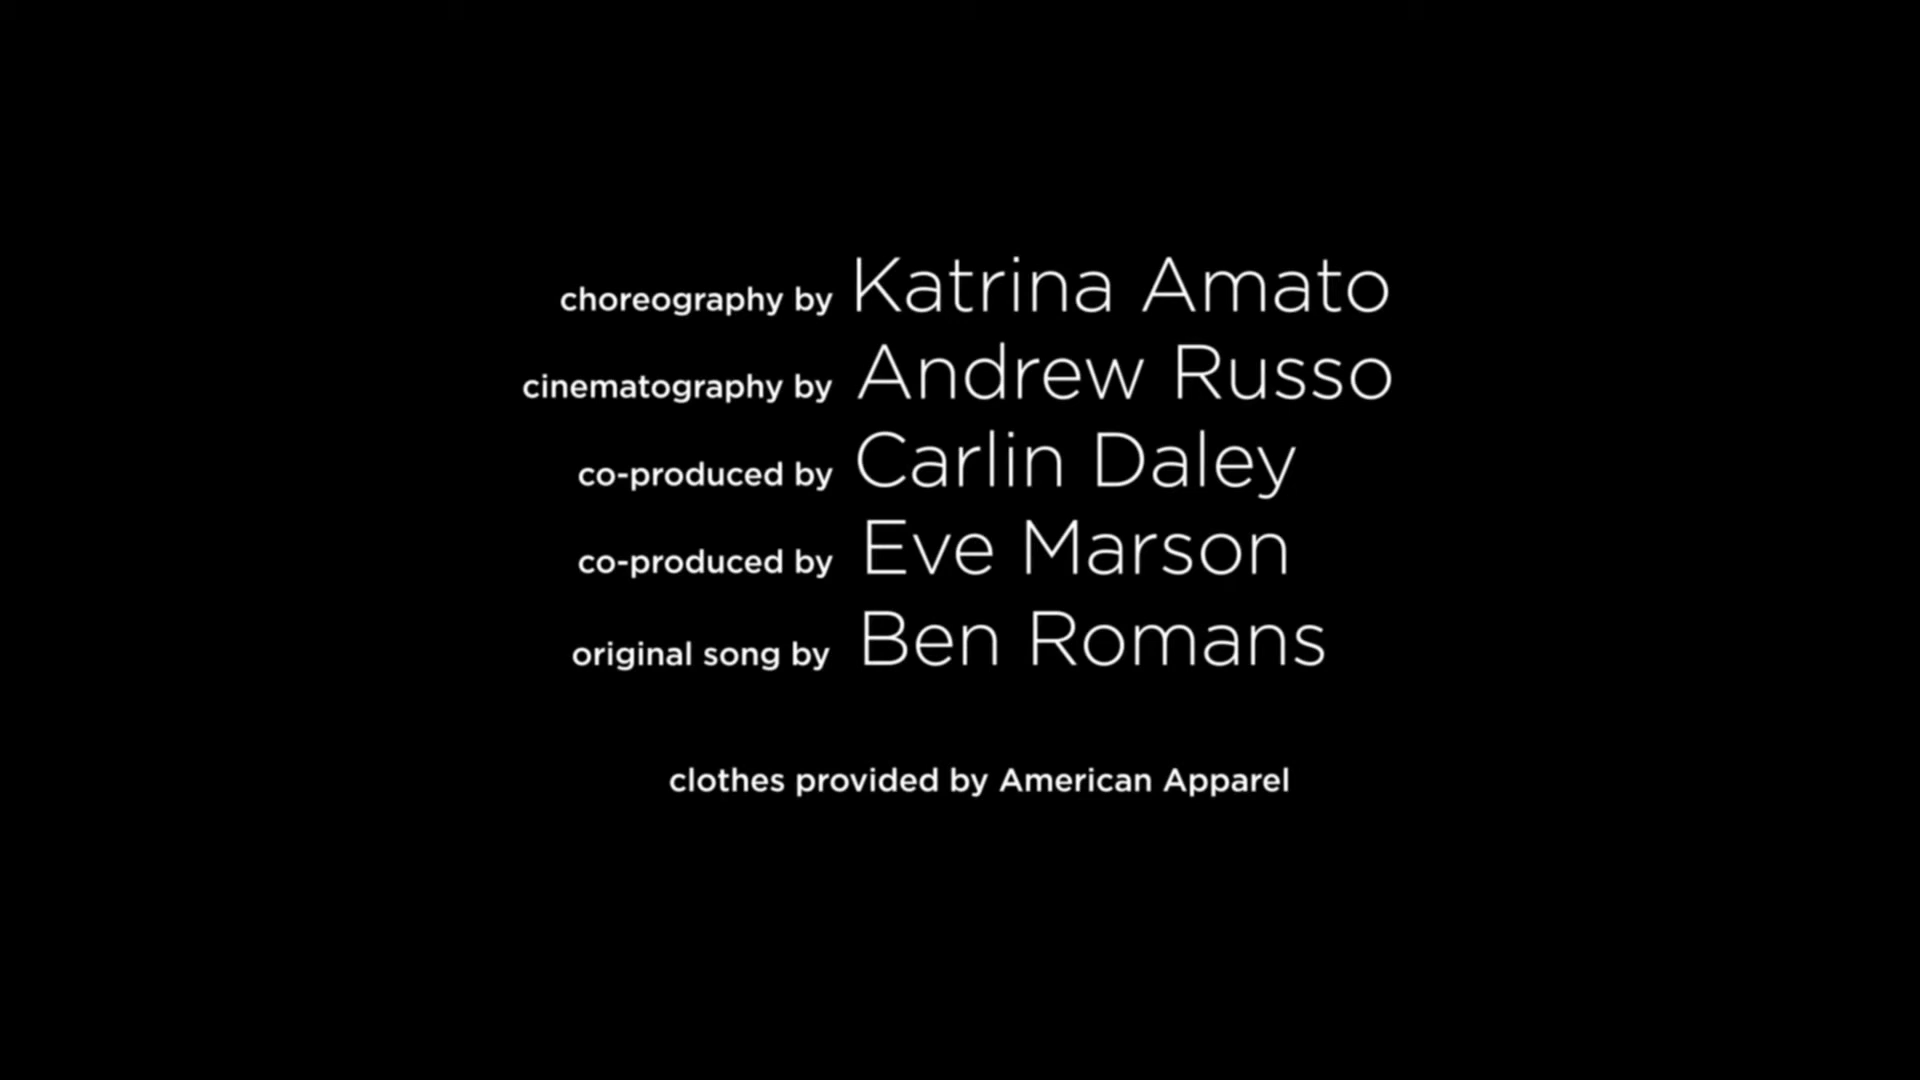 choreography by Katrina Amato
cinematography by Andrew Russo
co-produced by Carlin Daley
co-produced by Eve Marson
original song by Ben Romans
clothes provided by American Apparel